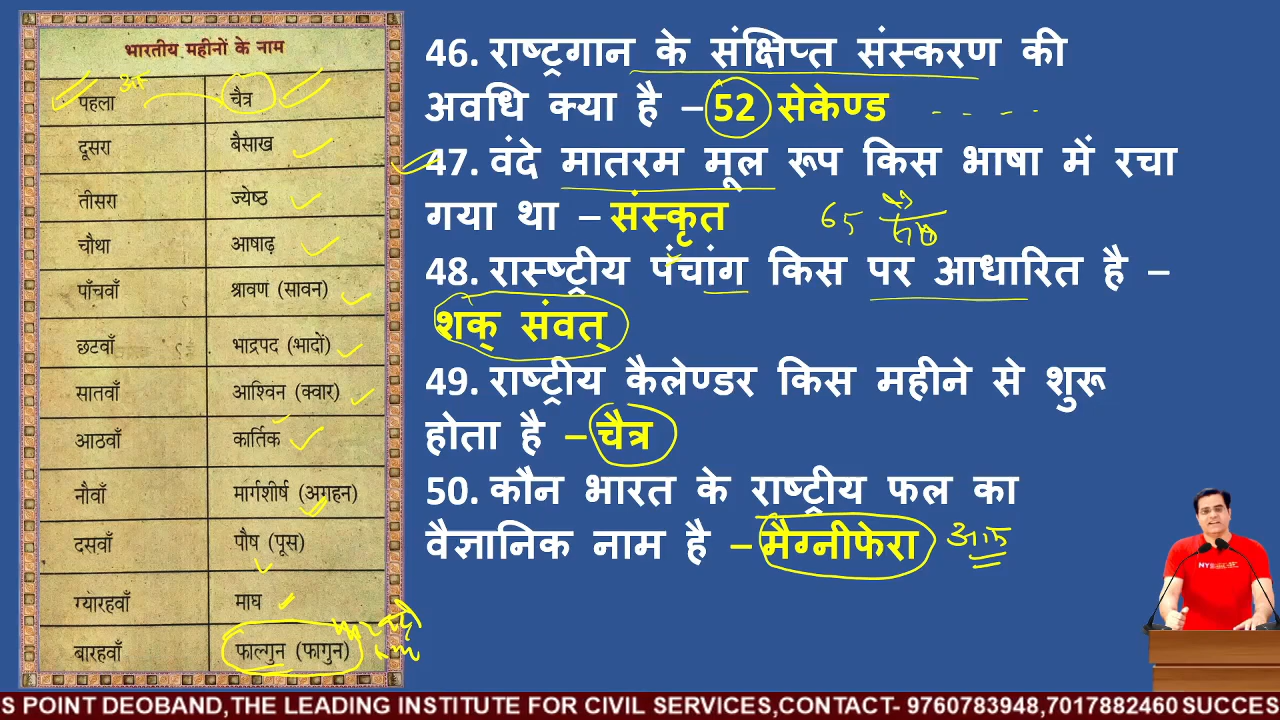 भारतीय महीनों के नाम
पहला चैत्र
दूसरा बैसाख
तीसरा ज्येष्ठ
चौथा आषाढ़
पाँचवाँ श्रावण (सावन)
छटवाँ भाद्रपद (भादों)
सातवाँ आश्विन (क्वार)
आठवाँ कार्तिक
नौवाँ मार्गशीर्ष (अगहन)
दसवाँ पौष (पूस)
ग्यारहवाँ माघ
बारहवाँ फाल्गुन (फागुन)
46. राष्ट्रगान के संक्षिप्त संस्करण की
अवधि क्या है – 52 सेकेण्ड
47. वंदे मातरम मूल रूप किस भाषा में रचा
गया था – संस्कृत
65
48. रास्ष्ट्रीय पंचांग किस पर आधारित है –
शक् संवत्
49. राष्ट्रीय कैलेण्डर किस महीने से शुरू
होता है – चैत्र
50. कौन भारत के राष्ट्रीय फल का
वैज्ञानिक नाम है – मैग्नीफेरा
S POINT DEOBAND,THE LEADING INSTITUTE FOR CIVIL SERVICES,CONTACT- 9760783948,7017882460 SUCCES